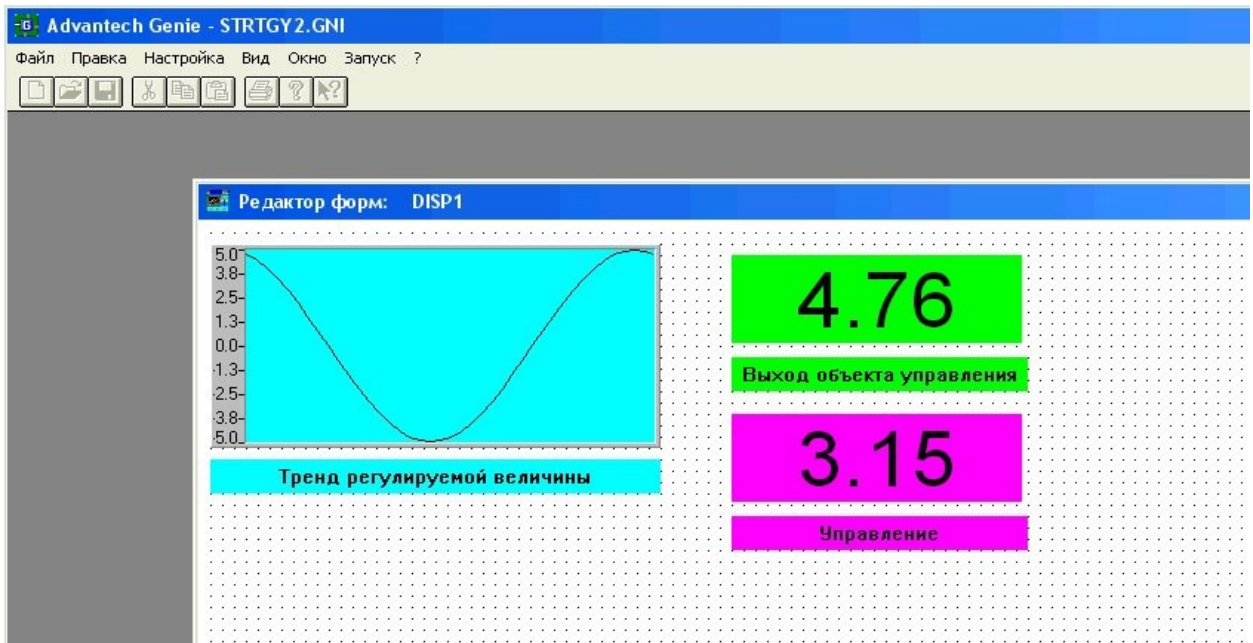 Advantech Genie - STRTGY2.GNI
Файл Правка Настройка Вид Окно Запуск ?
Редактор форм: DISP1
5.0
3.8
2.5
1.3
0.0
-1.3
-2.5
-3.8
-5.0
Тренд регулируемой величины
4.76
Выход объекта управления
3.15
Управление